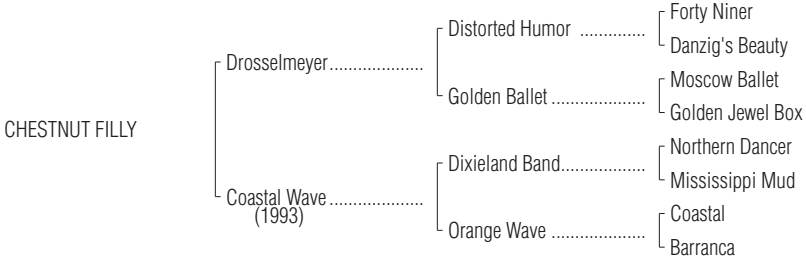 Forty Niner
Distorted Humor ..............
Danzig's Beauty
Drosselmeyer....................
Moscow Ballet
Golden Ballet ....................
Golden Jewel Box
CHESTNUT FILLY
Northern Dancer
Dixieland Band..................
Mississippi Mud
Coastal Wave ....................
(1993)
Coastal
Orange Wave ....................
Barranca